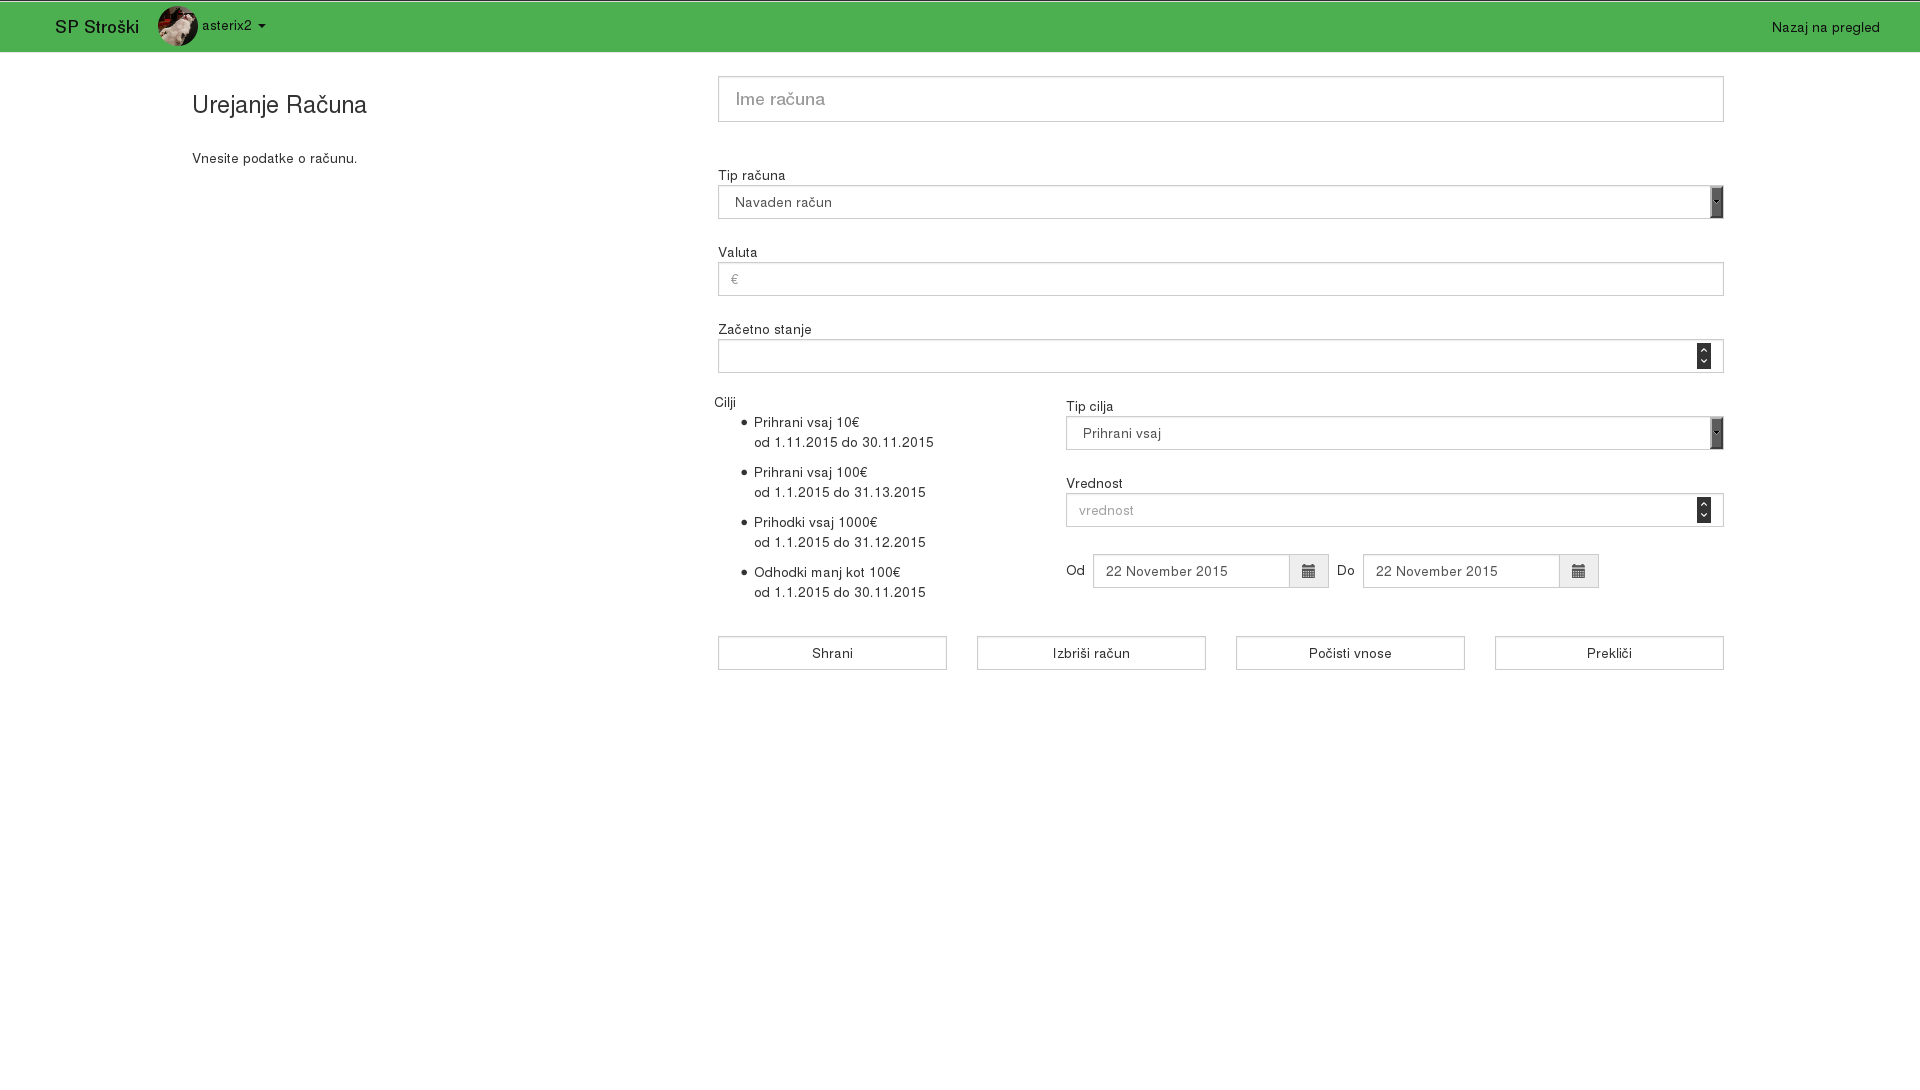 SP Stroški
asterix2
Nazaj na pregled
Urejanje Računa
Vnesite podatke o računu.
Ime računa
Tip računa
Navaden račun
Valuta
€
Začetno stanje
Cilji
Prihrani vsaj 10€
od 1.11.2015 do 30.11.2015
Prihrani vsaj 100€
od 1.1.2015 do 31.13.2015
Prihodki vsaj 1000€
od 1.1.2015 do 31.12.2015
Odhodki manj kot 100€
od 1.1.2015 do 30.11.2015
Tip cilja
Prihrani vsaj
Vrednost
vrednost
Od 22 November 2015 Do 22 November 2015
Shrani
Izbriši račun
Počisti vnose
Prekliči